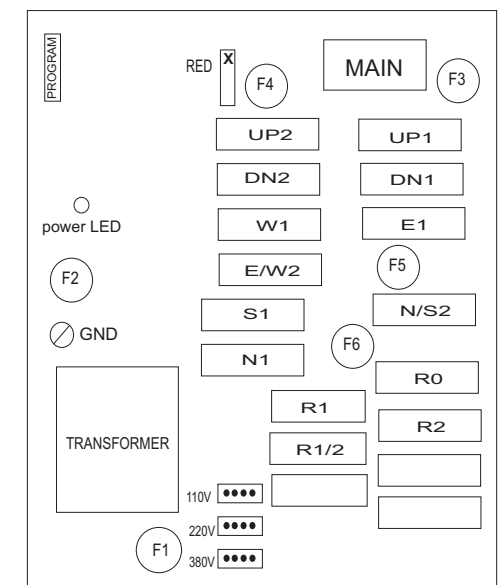 PROGRAM
RED
X
F4
MAIN
F3
UP2
UP1
DN2
DN1
power LED
W1
E1
F2
E/W2
F5
GND
S1
N/S2
N1
F6
R0
R1
R2
TRANSFORMER
R1/2
110V
220V
F1
380V